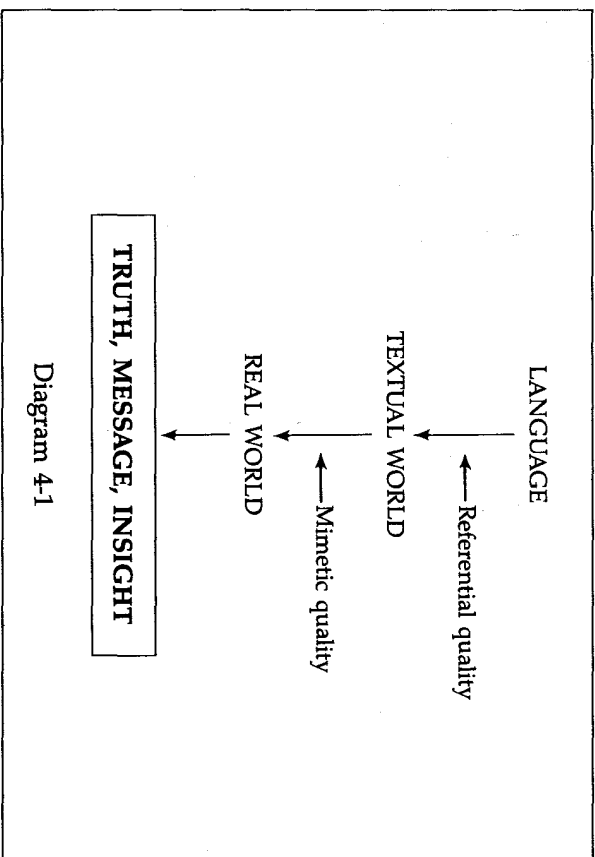 LANGUAGE
Referential quality
TEXTUAL WORLD
Mimetic quality
REAL WORLD
TRUTH, MESSAGE, INSIGHT
Diagram 4-1